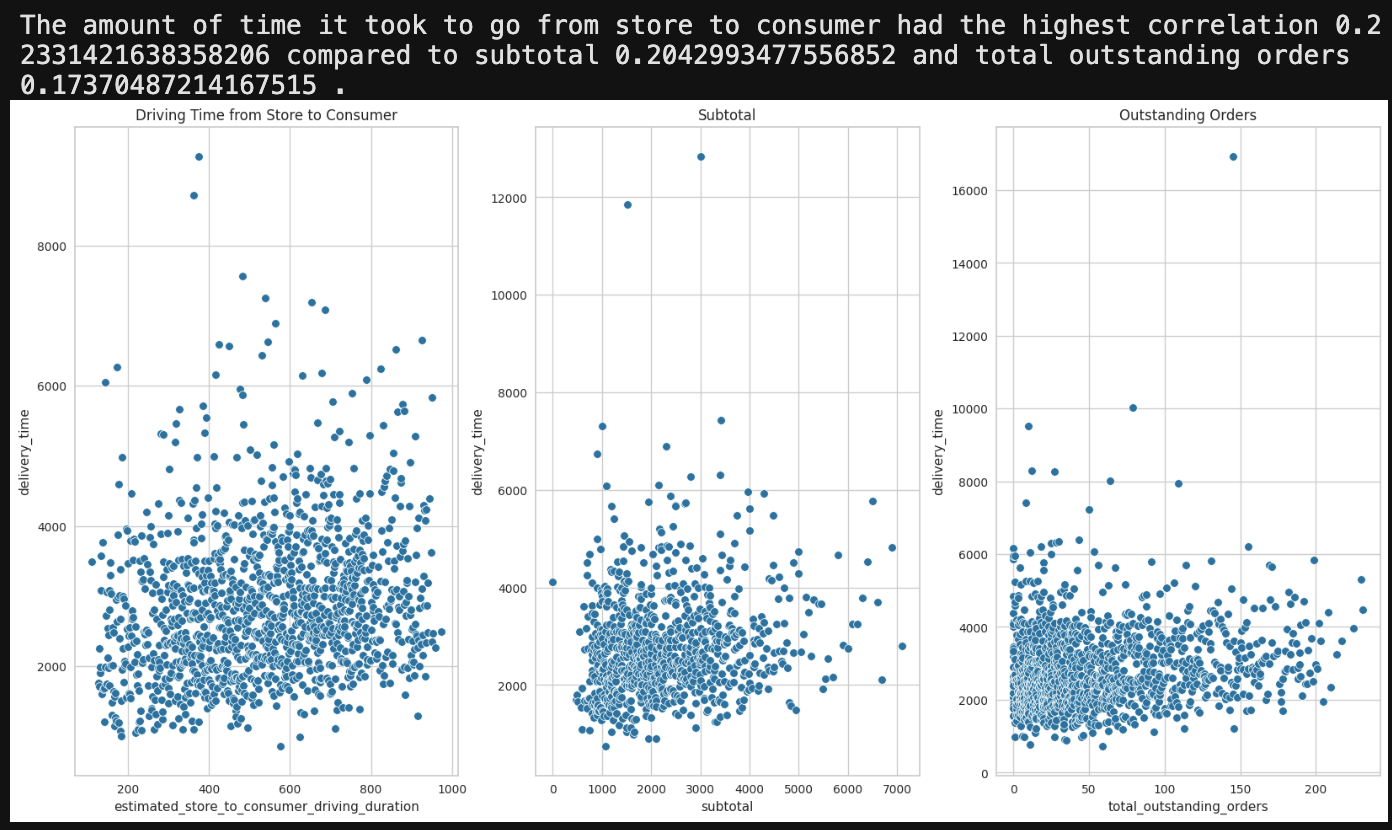 The amount of time it took to go from store to consumer had the highest correlation 0.2
2331421638358206 compared to subtotal 0.2042993477556852 and total outstanding orders
0.17370487214167515 .
Driving Time from Store to Consumer
8000
6000
4000
2000
delivery_time
200 400 600 800 1000
estimated_store_to_consumer_driving_duration
Subtotal
12000
10000
8000
6000
4000
2000
delivery_time
0 1000 2000 3000 4000 5000 6000 7000
subtotal
Outstanding Orders
16000
14000
12000
10000
8000
6000
4000
2000
0
delivery_time
0 50 100 150 200
total_outstanding_orders